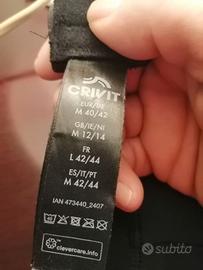 CRIVIT
EUR/DE
M 40/42
GB/IE/NI
M 12/14
FR
L 42/44
ES/IT/PT
M 42/44
IAN 473440_2407
clevercare.info
subito